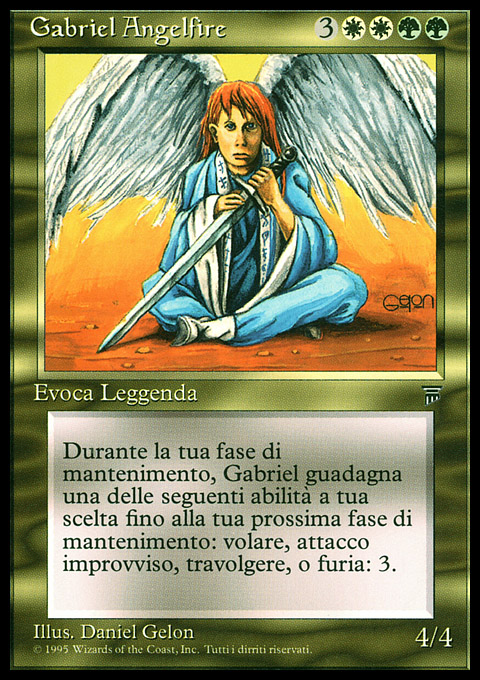 Gabriel Angelfire 3
Gelon
Evoca Leggenda
Durante la tua fase di
mantenimento, Gabriel guadagna
una delle seguenti abilità a tua
scelta fino alla tua prossima fase di
mantenimento: volare, attacco
improvviso, travolgere, o furia: 3.
Illus. Daniel Gelon
4/4
© 1995 Wizards of the Coast, Inc. Tutti i dirriti riservati.